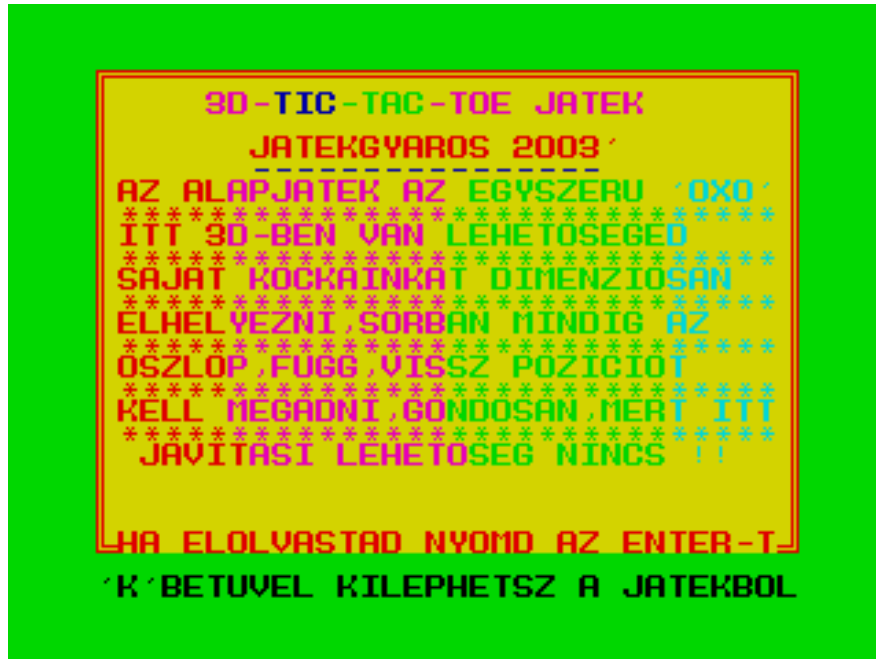 3D-TIC-TAC-TOE JATEK
JATEKGYAROS 2003'
----------------
AZ ALAPJATEK AZ EGYSZERU 'OXO'
******************************
ITT 3D-BEN VAN LEHETOSEGED
******************************
SAJAT KOCKAINKAT DIMENZIOSAN
******************************
ELHELYEZNI,SORBAN MINDIG AZ
******************************
OSZLOP,FUGG,VISSZ POZICIOT
******************************
KELL MEGADNI,GONDOSAN,MERT ITT
******************************
JAVITASI LEHETOSEG NINCS !!
HA ELOLVASTAD NYOMD AZ ENTER-T
'K'BETUVEL KILEPHETSZ A JATEKBOL